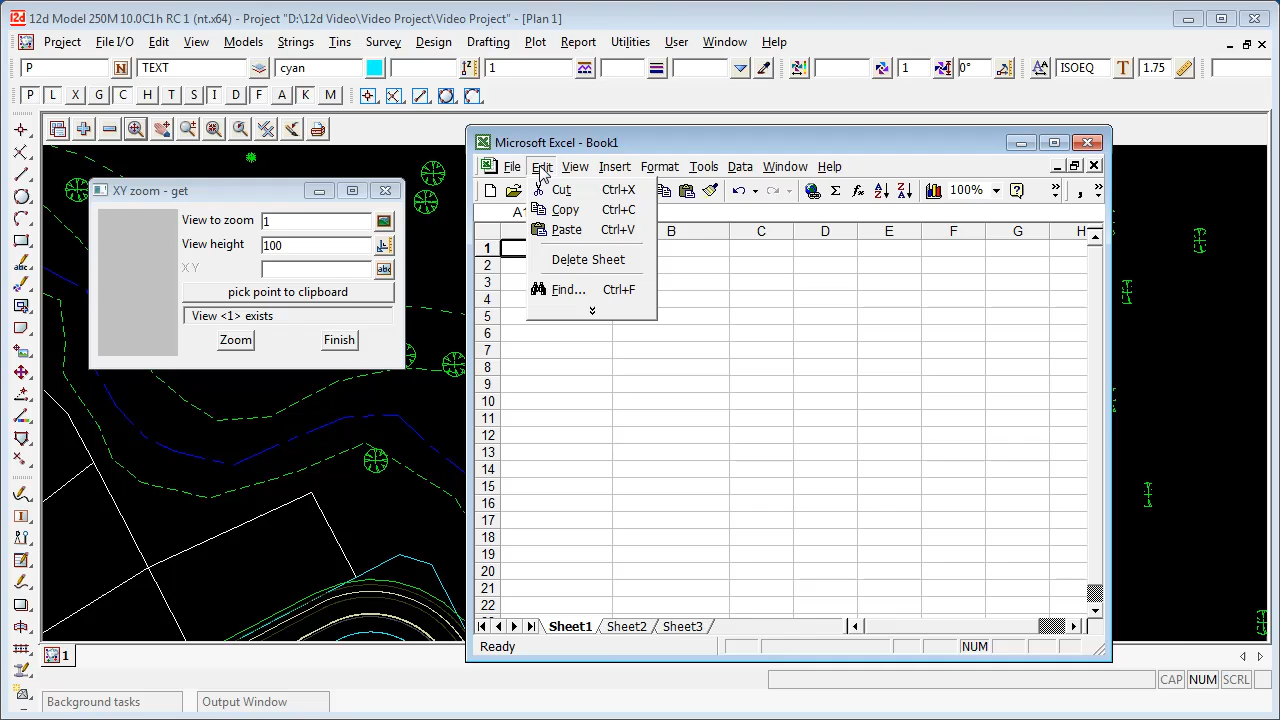 12d Model 250M 10.0C1h RC1 (nt.x64) - Project "D:\12d Video\Video Project\Video Project" - [Plan 1]
Project File I/O Edit View Models Strings Tins Survey Design Drafting Plot Report Utilities User Window Help
P N TEXT cyan 1 1 0° ISOEQ T 1.75
P L X G C H T S I D F A K M
Microsoft Excel - Book1
File Edit View Insert Format Tools Data Window Help
100%
XY zoom - get
View to zoom 1
View height 100
X Y
pick point to clipboard
View <1> exists
Zoom Finish
Cut Ctrl+X
Copy Ctrl+C
Paste Ctrl+V
Delete Sheet
Find... Ctrl+F
B C D E F G H
1
2
3
4
5
6
7
8
9
10
11
12
13
14
15
16
17
18
19
20
21
22
Sheet1 Sheet2 Sheet3
Ready NUM
1
CAP NUM SCRL
Background tasks Output Window